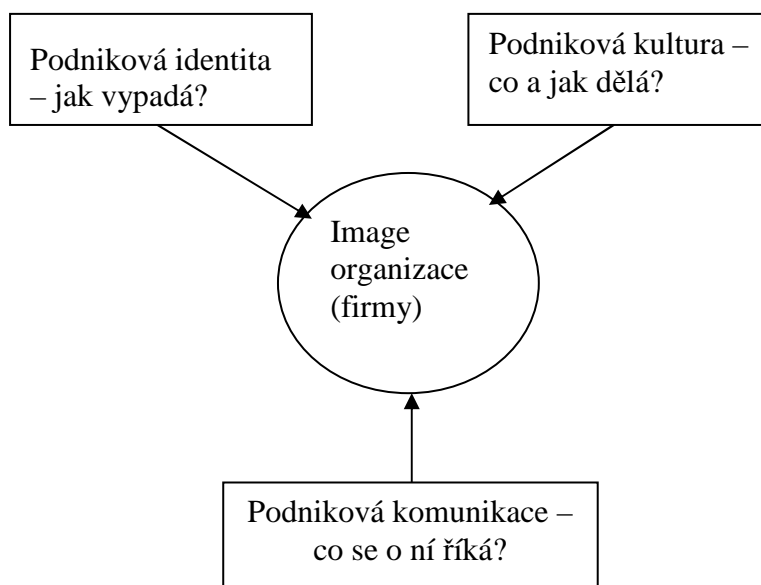 Podniková identita
– jak vypadá?
Podniková kultura –
co a jak dělá?
Image
organizace
(firmy)
Podniková komunikace –
co se o ní říká?